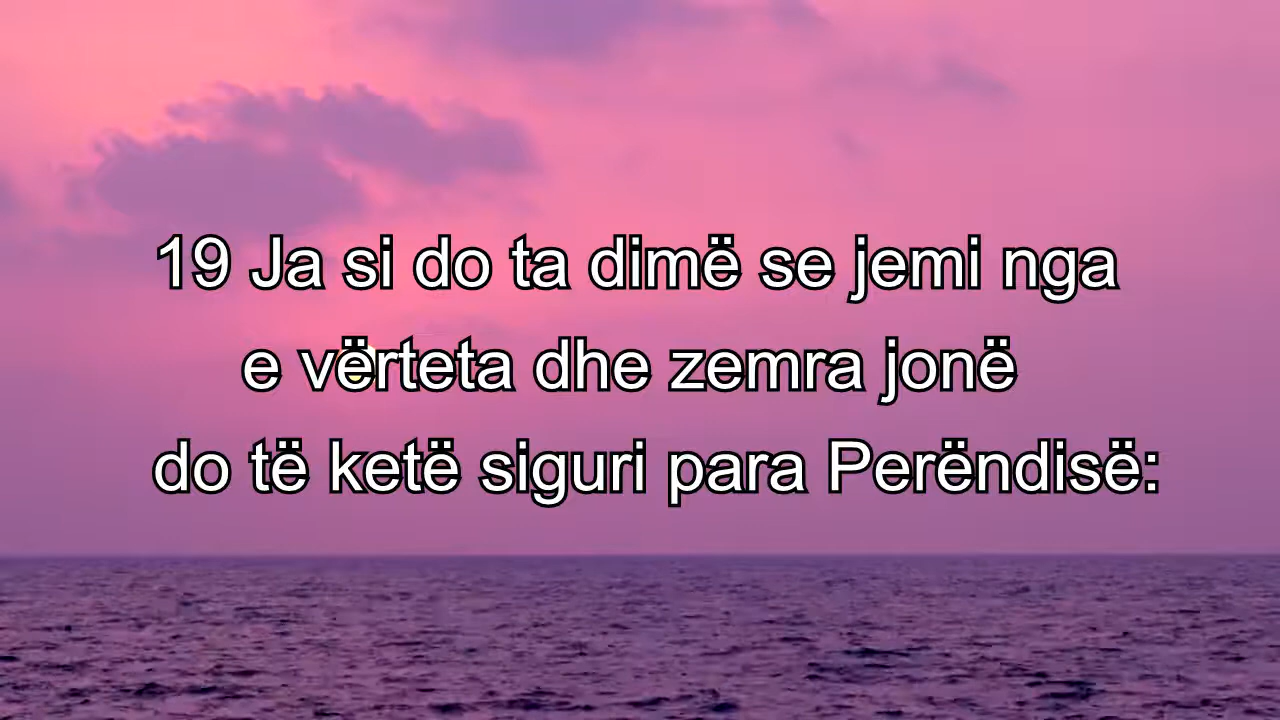 19 Ja si do ta dimë se jemi nga
e vërteta dhe zemra jonë
do të ketë siguri para Perëndisë: